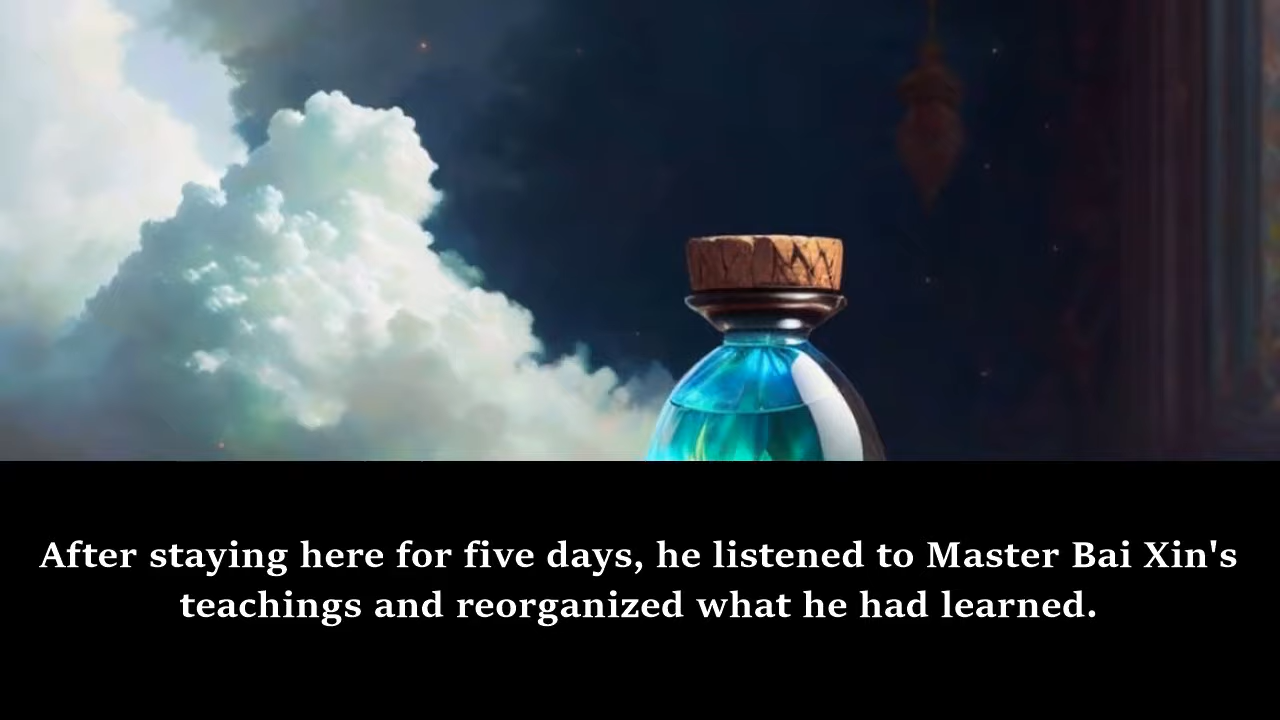 After staying here for five days, he listened to Master Bai Xin's
teachings and reorganized what he had learned.